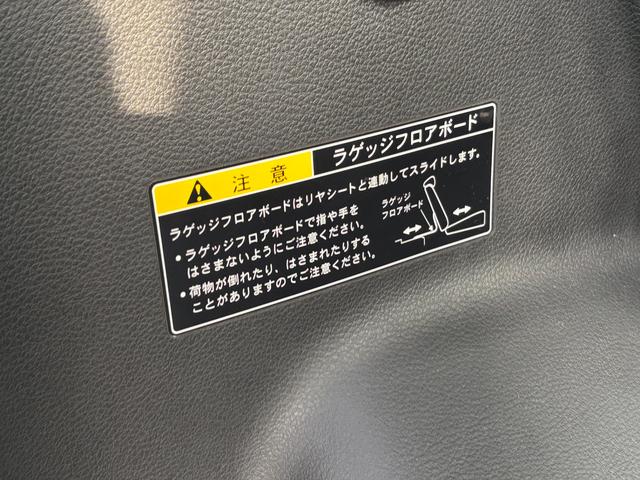 注意 ラゲッジフロアボード
ラゲッジフロアボードはリヤシートと連動してスライドします。
•ラゲッジフロアボードで指や手を
はさまないようにご注意ください。
•荷物が倒れたり、はさまれたりする
ことがありますのでご注意ください。
ラゲッジ
フロアボード